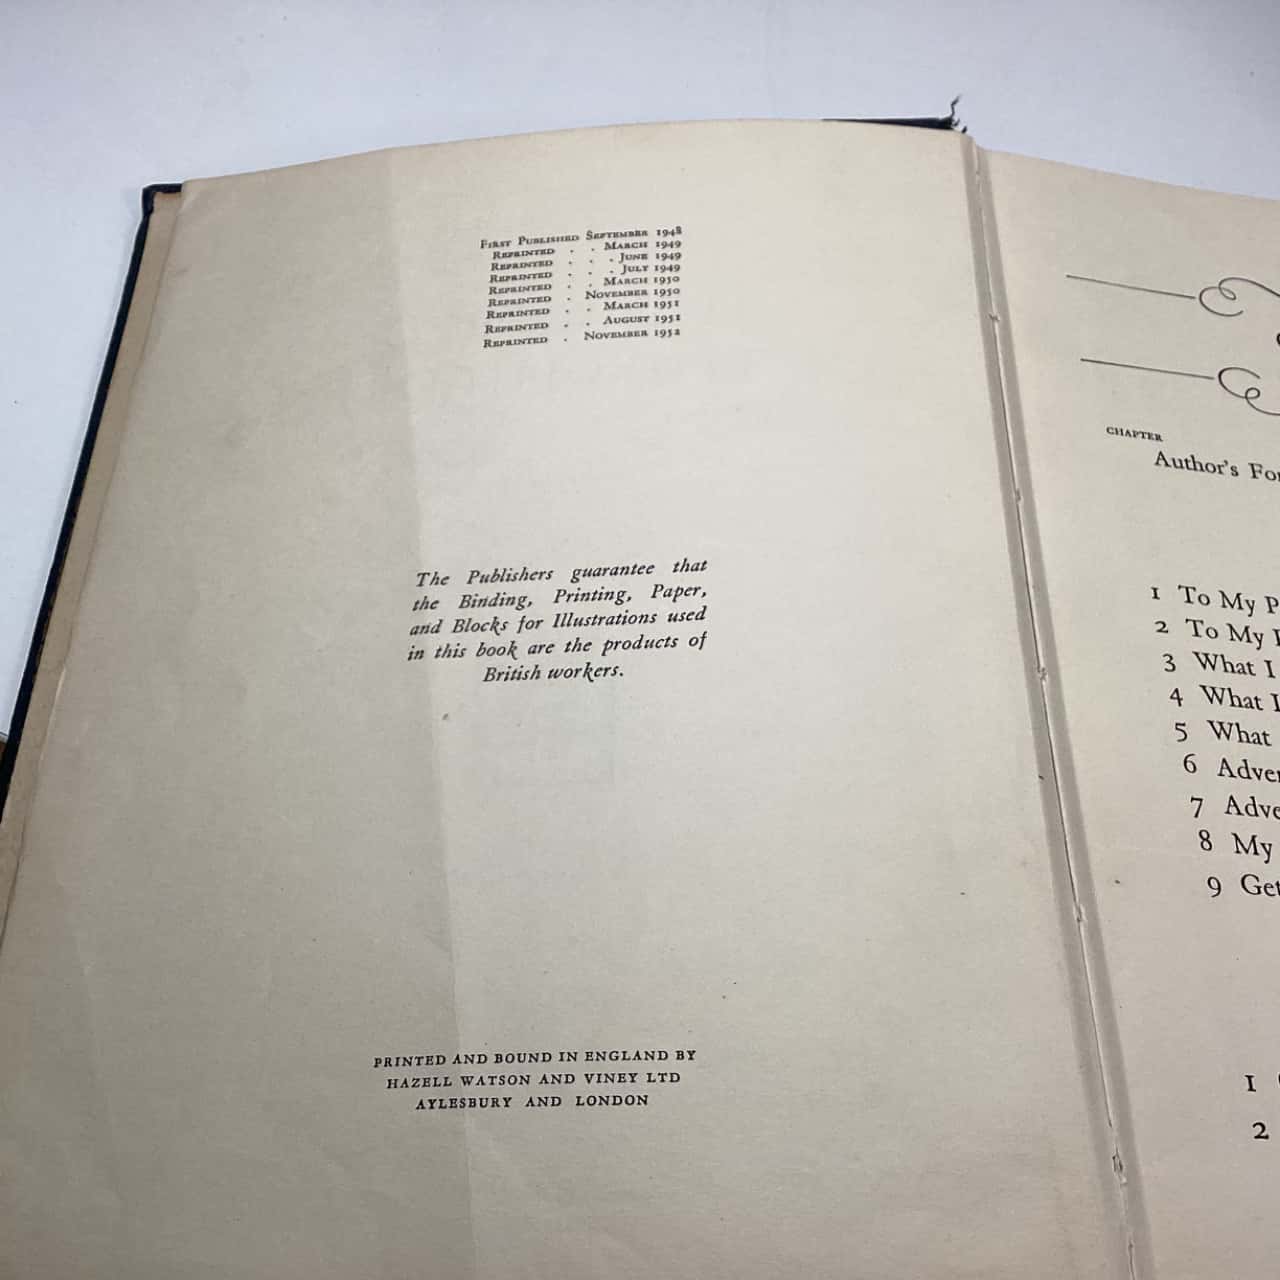 FIRST PUBLISHED SEPTEMBER 1948
REPRINTED . . MARCH 1949
REPRINTED . . . JUNE 1949
REPRINTED . . . JULY 1949
REPRINTED . . MARCH 1950
REPRINTED . NOVEMBER 1950
REPRINTED . . MARCH 1951
REPRINTED . . AUGUST 1951
REPRINTED . NOVEMBER 1952
The Publishers guarantee that
the Binding, Printing, Paper,
and Blocks for Illustrations used
in this book are the products of
British workers.
PRINTED AND BOUND IN ENGLAND BY
HAZELL WATSON AND VINEY LTD
AYLESBURY AND LONDON
CHAPTER
Author's
1 To My
2 To My
3 What I
4 What
5 What
6
7
8 My
9
1
2